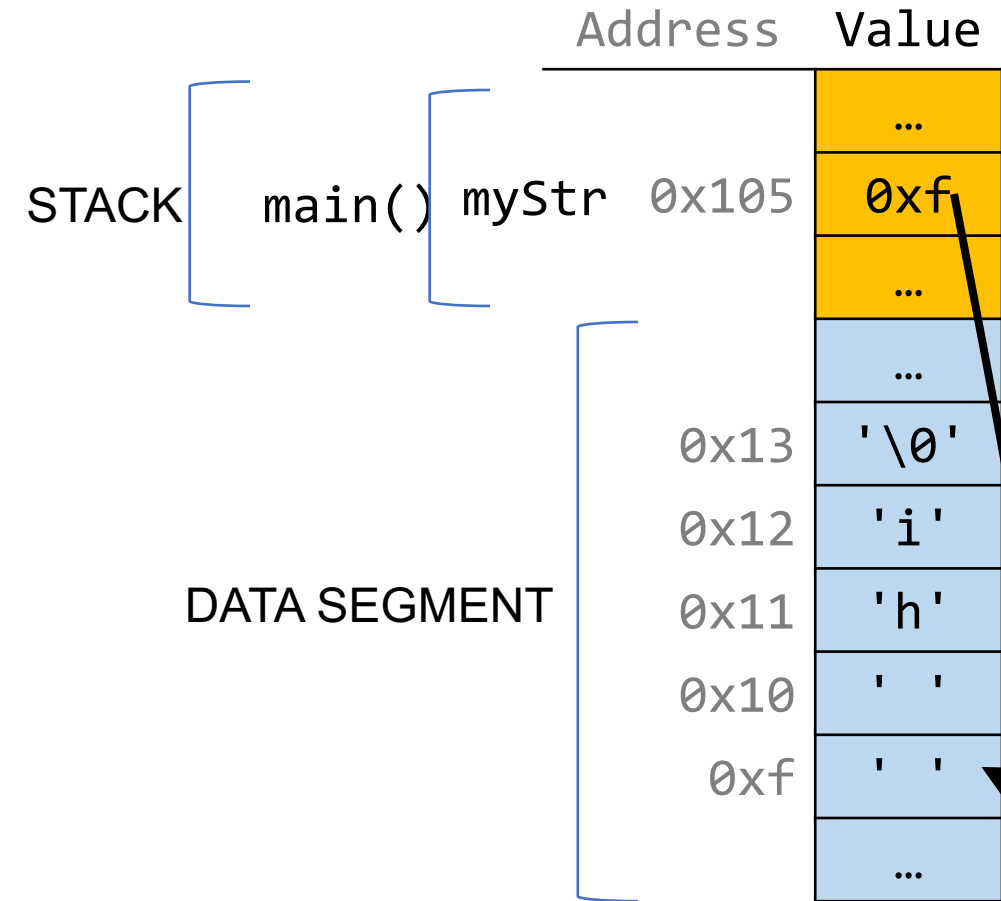 Address Value
…
STACK main() myStr 0x105 0xf
…
…
0x13 '\0'
0x12 'i'
DATA SEGMENT 0x11 'h'
0x10 ' '
0xf ' '
…